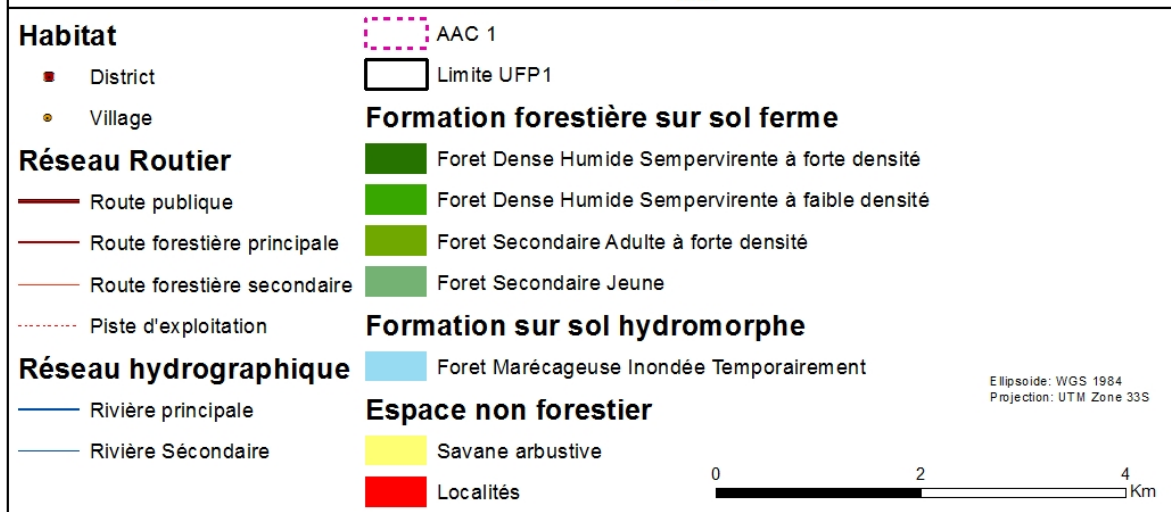 Habitat
District
Village
Réseau Routier
Route publique
Route forestière principale
Route forestière secondaire
Piste d'exploitation
Réseau hydrographique
Rivière principale
Rivière Sécondaire
AAC 1
Limite UFP1
Formation forestière sur sol ferme
Foret Dense Humide Sempervirente à forte densité
Foret Dense Humide Sempervirente à faible densité
Foret Secondaire Adulte à forte densité
Foret Secondaire Jeune
Formation sur sol hydromorphe
Foret Marécageuse Inondée Temporairement
Espace non forestier
Savane arbustive
Localités
Ellipsoide: WGS 1984
Projection: UTM Zone 33S
0 2 4
Km